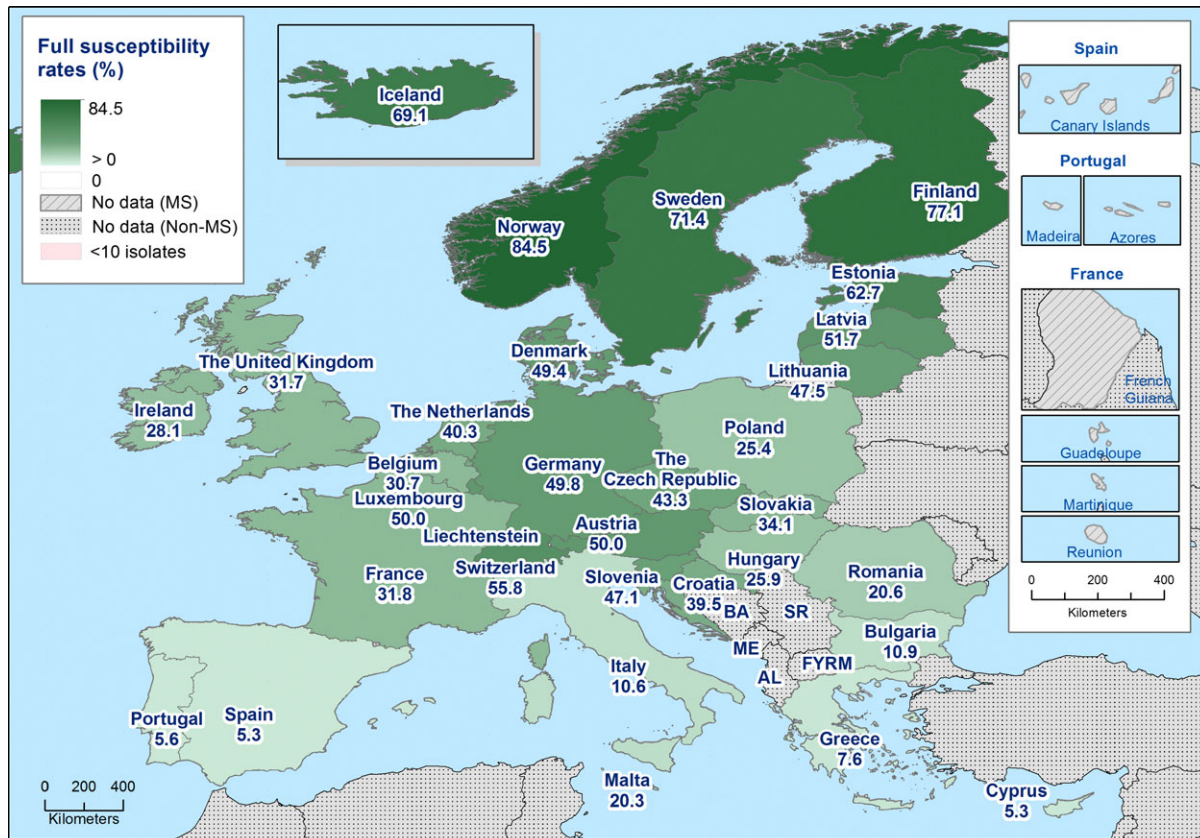 Full susceptibility
rates (%)
84.5
> 0
0
No data (MS)
No data (Non-MS)
<10 isolates
Iceland
69.1
Norway
84.5
Sweden
71.4
Finland
77.1
Estonia
62.7
Latvia
51.7
Lithuania
47.5
Denmark
49.4
The United Kingdom
31.7
Ireland
28.1
The Netherlands
40.3
Belgium
30.7
Luxembourg
50.0
Germany
49.8
Poland
25.4
The
Czech Republic
43.3
Slovakia
34.1
Liechtenstein
Austria
50.0
Switzerland
55.8
France
31.8
Slovenia
47.1
Croatia
39.5
Hungary
25.9
Romania
20.6
Bulgaria
10.9
BA
SR
ME
FYRM
AL
Italy
10.6
Portugal
5.6
Spain
5.3
Greece
7.6
Malta
20.3
Cyprus
5.3
0 200 400
Kilometers
Spain
Canary Islands
Portugal
Madeira
Azores
France
French
Guiana
Guadeloupe
Martinique
Reunion
0 200 400
Kilometers